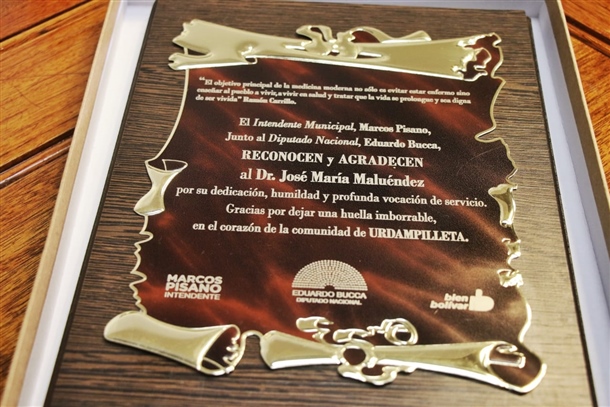 "El objetivo principal de la medicina moderna no sólo es evitar estar enfermo sino
enseñar al pueblo a vivir, a vivir en salud y tratar que la vida se prolongue y sea digna
de ser vivida" Ramón Carrillo.
El Intendente Municipal, Marcos Pisano,
Junto al Diputado Nacional, Eduardo Bucca,
RECONOCEN y AGRADECEN
al Dr. José María Maluéndez
por su dedicación, humildad y profunda vocación de servicio.
Gracias por dejar una huella imborrable,
en el corazón de la comunidad de URDAMPILLETA.
MARCOS
PISANO
INTENDENTE
EDUARDO BUCCA
DIPUTADO NACIONAL
bien
bolívar